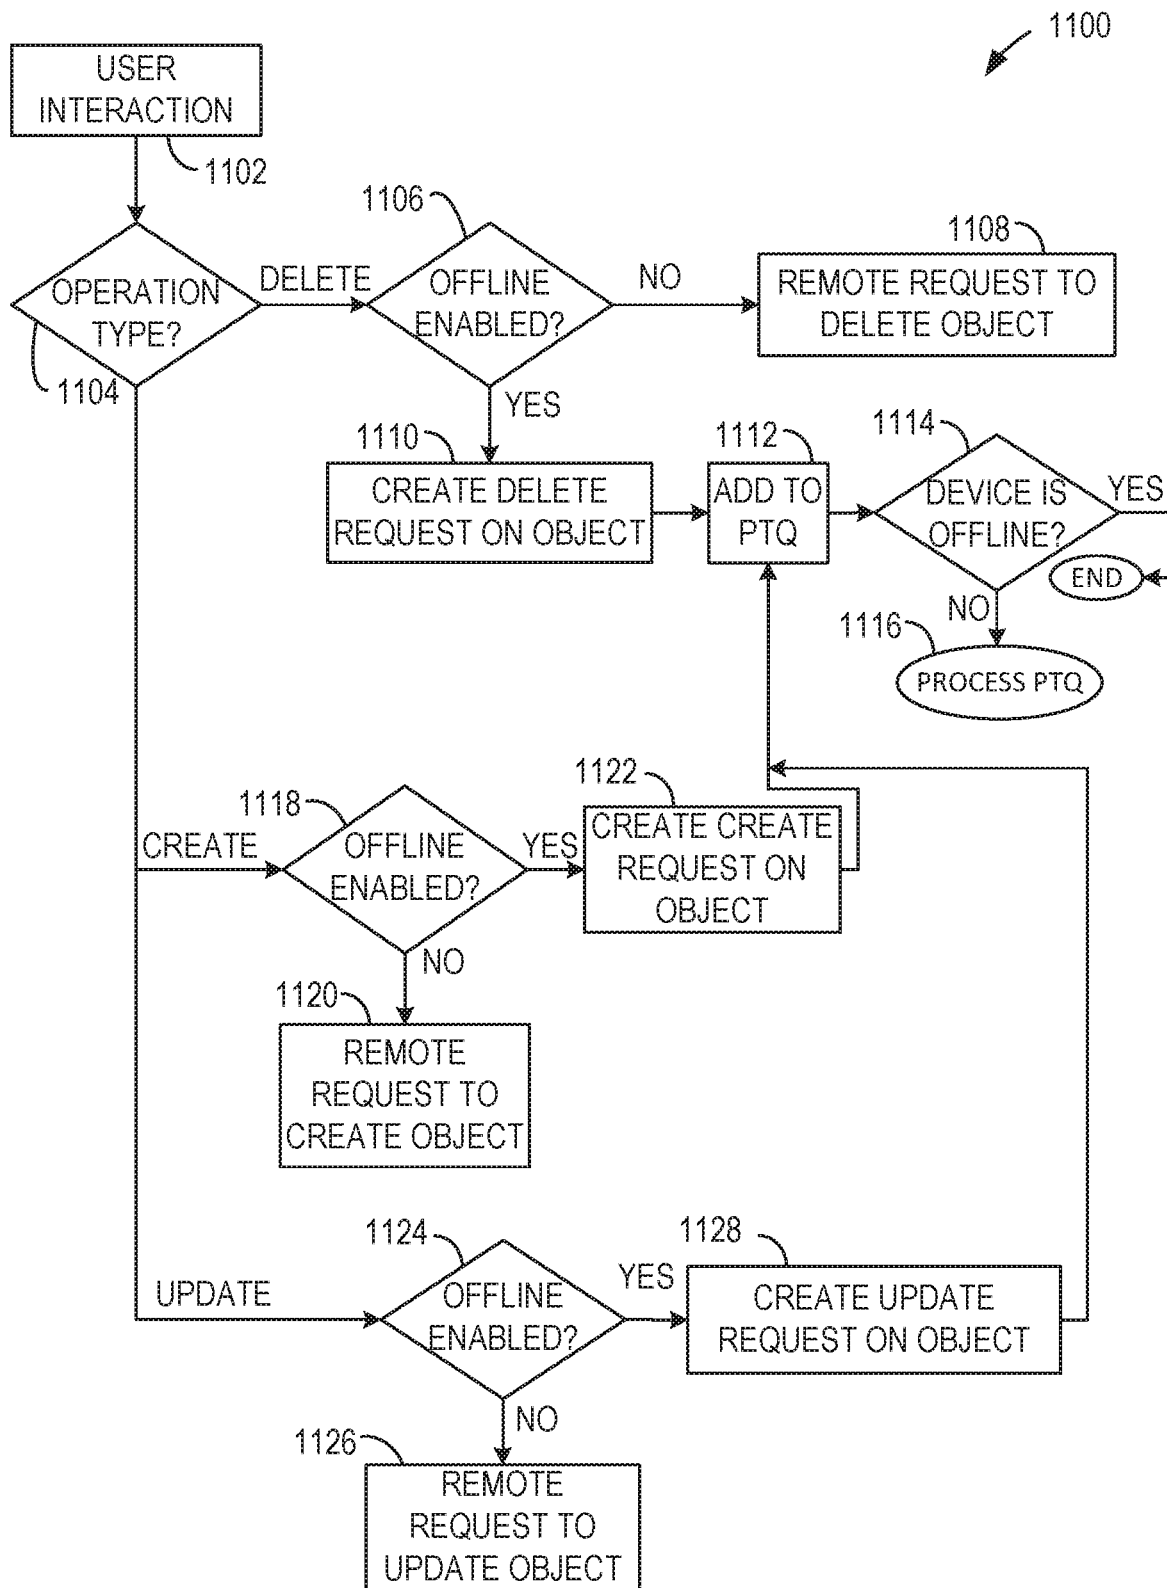 1100
USER
INTERACTION
1102
1106
1108
OPERATION
TYPE?
DELETE
OFFLINE
ENABLED?
NO
REMOTE REQUEST TO
DELETE OBJECT
1104
YES
1110
1112
1114
CREATE DELETE
REQUEST ON OBJECT
ADD TO
PTQ
DEVICE IS
OFFLINE?
YES
END
NO
1116
PROCESS PTQ
1118
1122
CREATE
OFFLINE
ENABLED?
YES
CREATE CREATE
REQUEST ON
OBJECT
NO
1120
REMOTE
REQUEST TO
CREATE OBJECT
1124
1128
UPDATE
OFFLINE
ENABLED?
YES
CREATE UPDATE
REQUEST ON OBJECT
NO
1126
REMOTE
REQUEST TO
UPDATE OBJECT